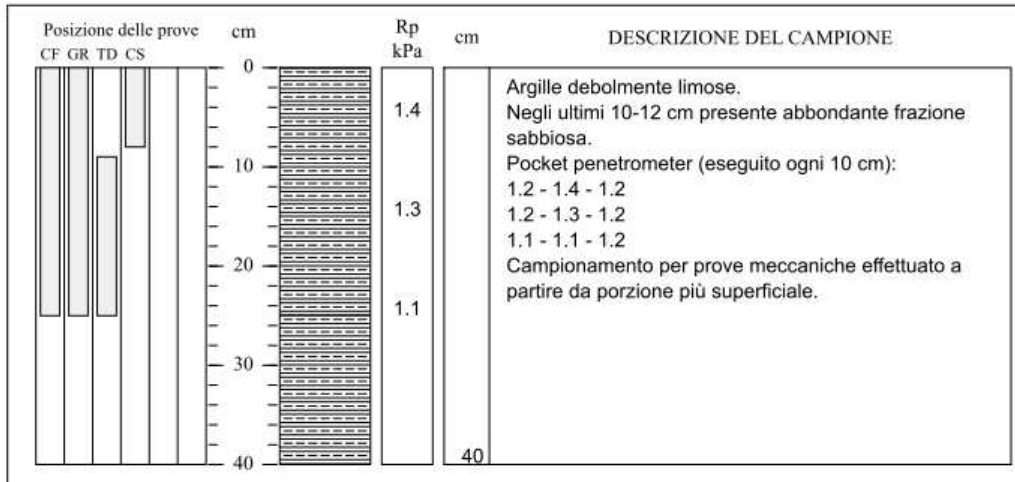 Posizione delle prove
CF GR TD CS
cm
Rp
kPa
cm
DESCRIZIONE DEL CAMPIONE
0
10
20
30
40
1.4
1.3
1.1
40
Argille debolmente limose.
Negli ultimi 10-12 cm presente abbondante frazione
sabbiosa.
Pocket penetrometer (eseguito ogni 10 cm):
1.2 - 1.4 - 1.2
1.2 - 1.3 - 1.2
1.1 - 1.1 - 1.2
Campionamento per prove meccaniche effettuato a
partire da porzione più superficiale.